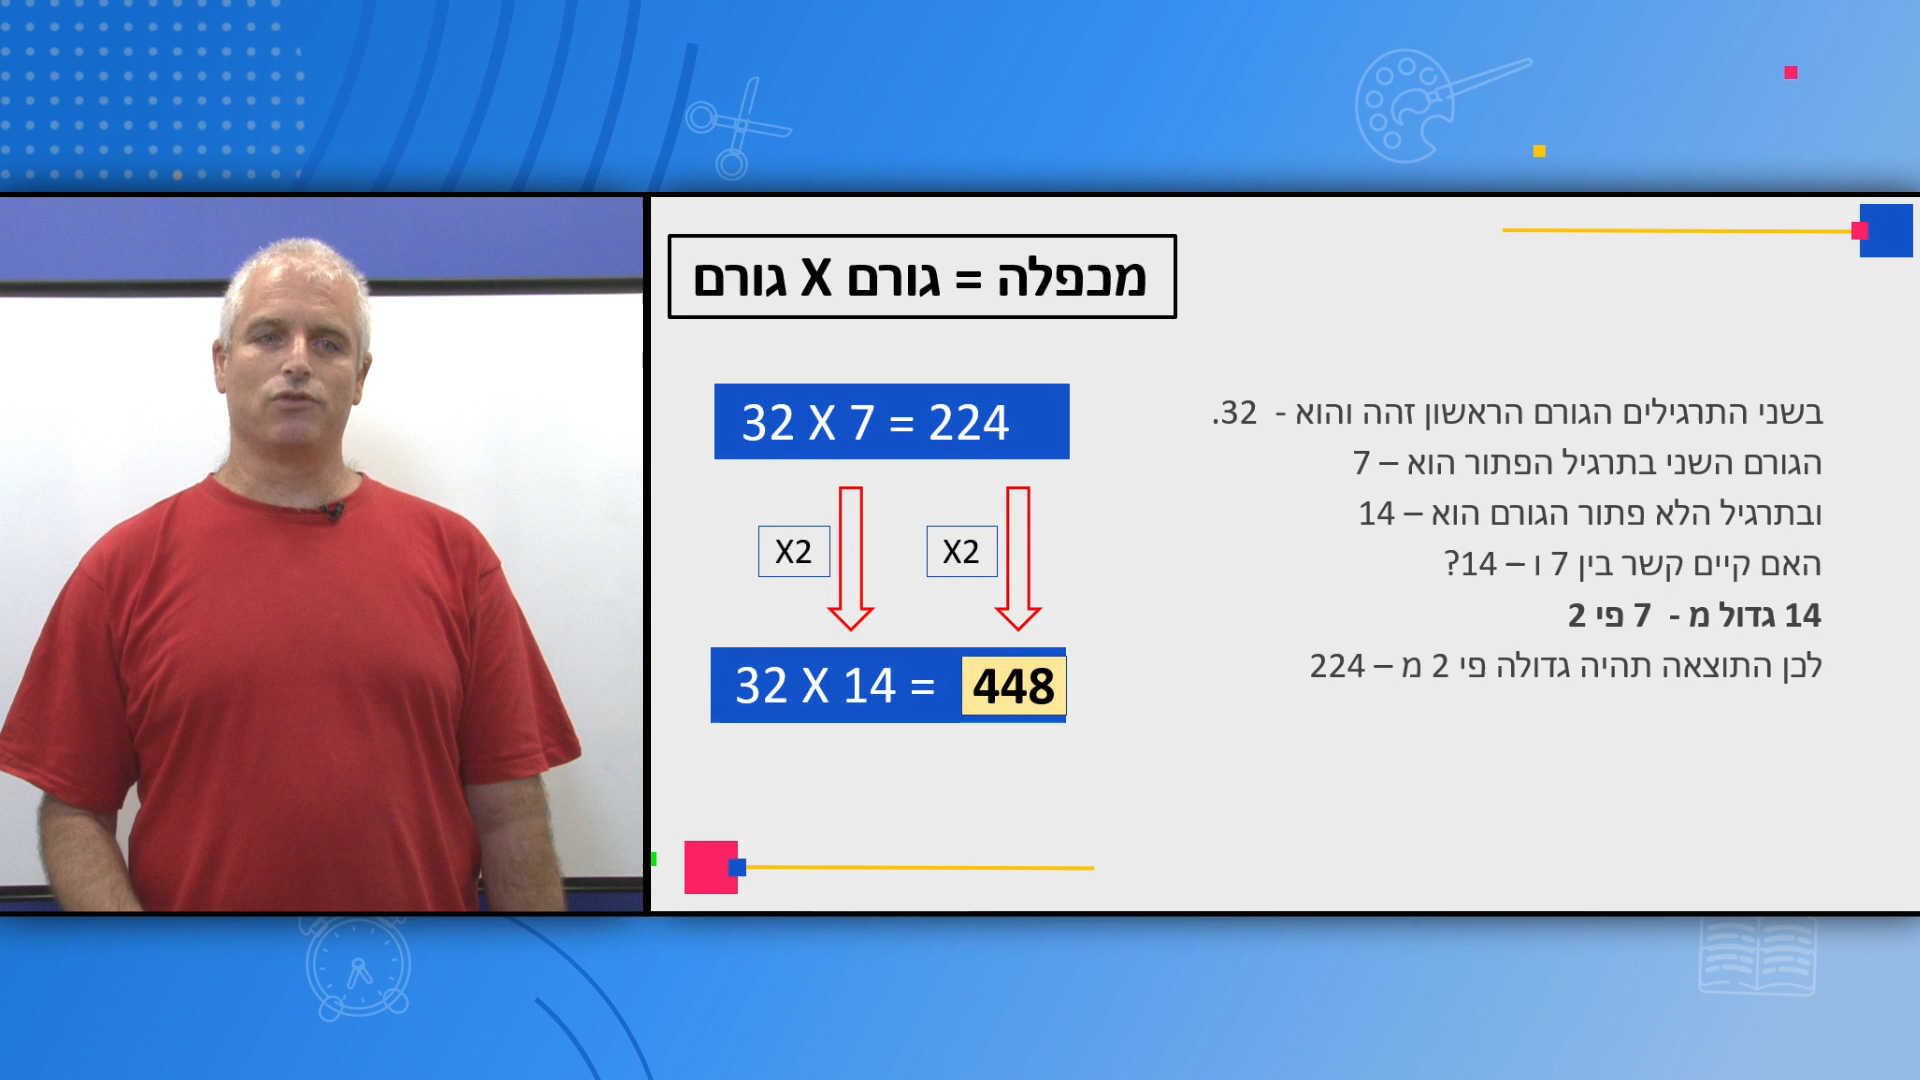 מכפלה = גורם X גורם
32 X 7 = 224
X2 X2
32 X 14 = 448
בשני התרגילים הגורם הראשון זהה והוא - 32.
הגורם השני בתרגיל הפתור הוא – 7
ובתרגיל הלא פתור הגורם הוא – 14
האם קיים קשר בין 7 ו – 14?
14 גדול מ - 7 פי 2
לכן התוצאה תהיה גדולה פי 2 מ – 224